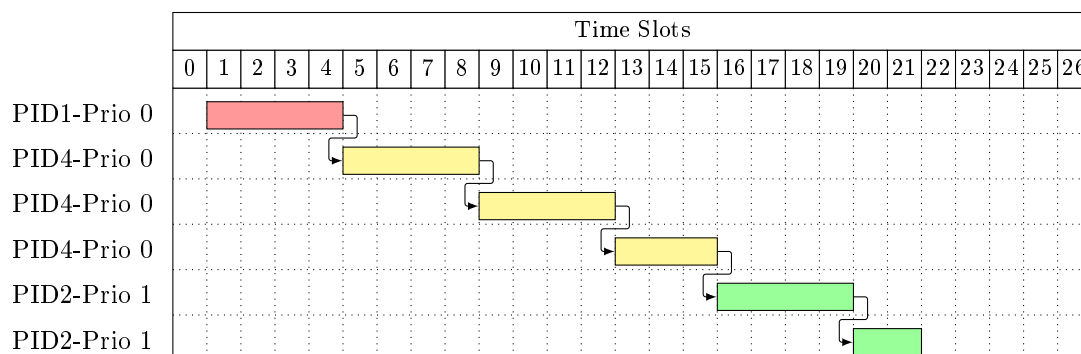 Time Slots
0 1 2 3 4 5 6 7 8 9 10 11 12 13 14 15 16 17 18 19 20 21 22 23 24 25 26
PID1-Prio 0
PID4-Prio 0
PID4-Prio 0
PID4-Prio 0
PID2-Prio 1
PID2-Prio 1